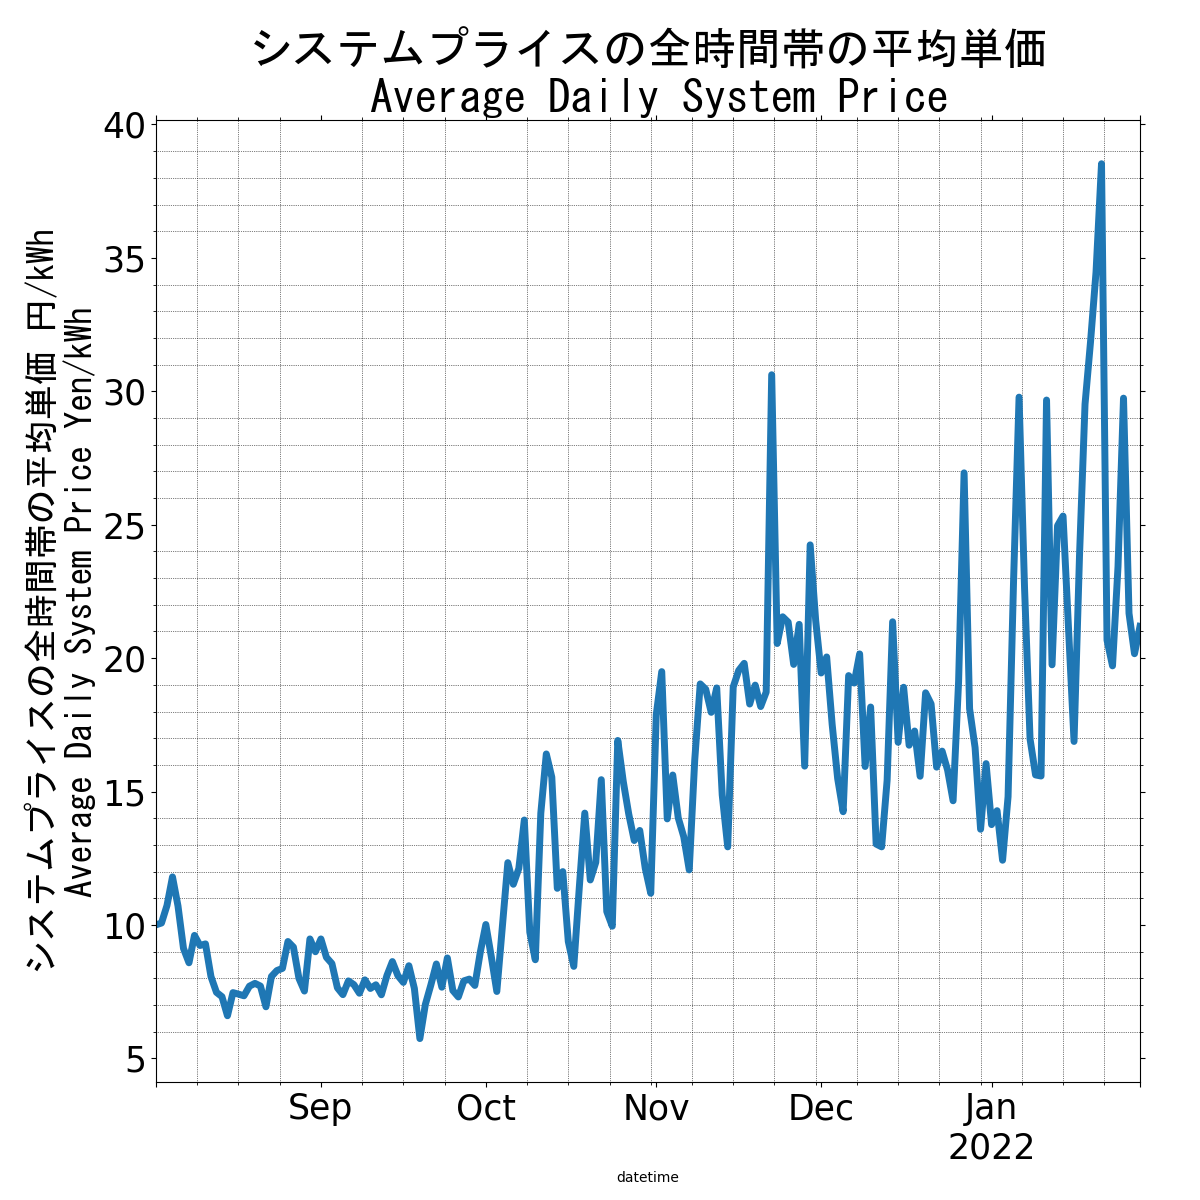 システムプライスの全時間帯の平均単価
Average Daily System Price
システムプライスの全時間帯の平均単価 円/kWh
Average Daily System Price Yen/kWh
40
35
30
25
20
15
10
5
Sep
Oct
Nov
Dec
Jan
2022
datetime